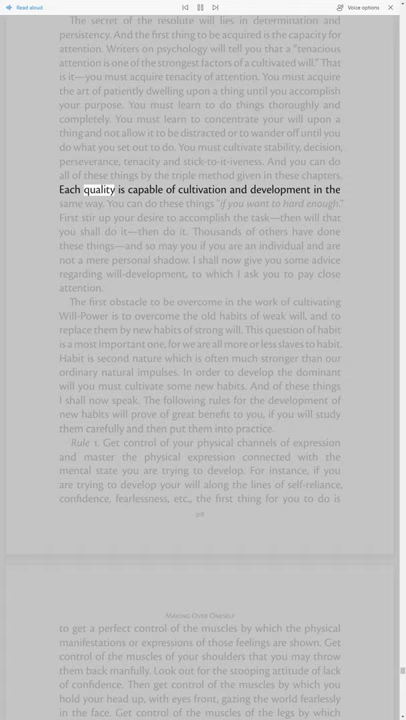 Read aloud
Voice options
The secret of the resolute will lies in determination and
persistency. And the first thing to be acquired is the capacity for
attention. Writers on psychology will tell you that a "tenacious
attention is one of the strongest factors of a cultivated will." That
is it—you must acquire tenacity of attention. You must acquire
the art of patiently dwelling upon a thing until you accomplish
your purpose. You must learn to do things thoroughly and
completely. You must learn to concentrate your will upon a
thing and not allow it to be distracted or to wander off until you
do what you set out to do. You must cultivate stability, decision,
perseverance, tenacity and stick-to-it-iveness. And you can do
all of these things by the triple method given in these chapters.
Each quality is capable of cultivation and development in the
same way. You can do these things "if you want to hard enough."
First stir up your desire to accomplish the task—then will that
you shall do it—then do it. Thousands of others have done
these things—and so may you if you are an individual and are
not a mere personal shadow. I shall now give you some advice
regarding will-development, to which I ask you to pay close
attention.
The first obstacle to be overcome in the work of cultivating
Will-Power is to overcome the old habits of weak will, and to
replace them by new habits of strong will. This question of habit
is a most important one, for we are all more or less slaves to habit.
Habit is second nature which is often much stronger than our
ordinary natural impulses. In order to develop the dominant
will you must cultivate some new habits. And of these things
I shall now speak. The following rules for the development of
new habits will prove of great benefit to you, if you will study
them carefully and then put them into practice.
Rule 1. Get control of your physical channels of expression
and master the physical expression connected with the
mental state you are trying to develop. For instance, if you
are trying to develop your will along the lines of self-reliance,
confidence, fearlessness, etc., the first thing for you to do is
Making Over Oneself
to get a perfect control of the muscles by which the physical
manifestations or expressions of those feelings are shown. Get
control of the muscles of your shoulders that you may throw
them back manfully. Look out for the stooping attitude of lack
of confidence. Then get control of the muscles by which you
hold your head up, with eyes front, gazing the world fearlessly
in the face. Get control of the muscles of the legs by which